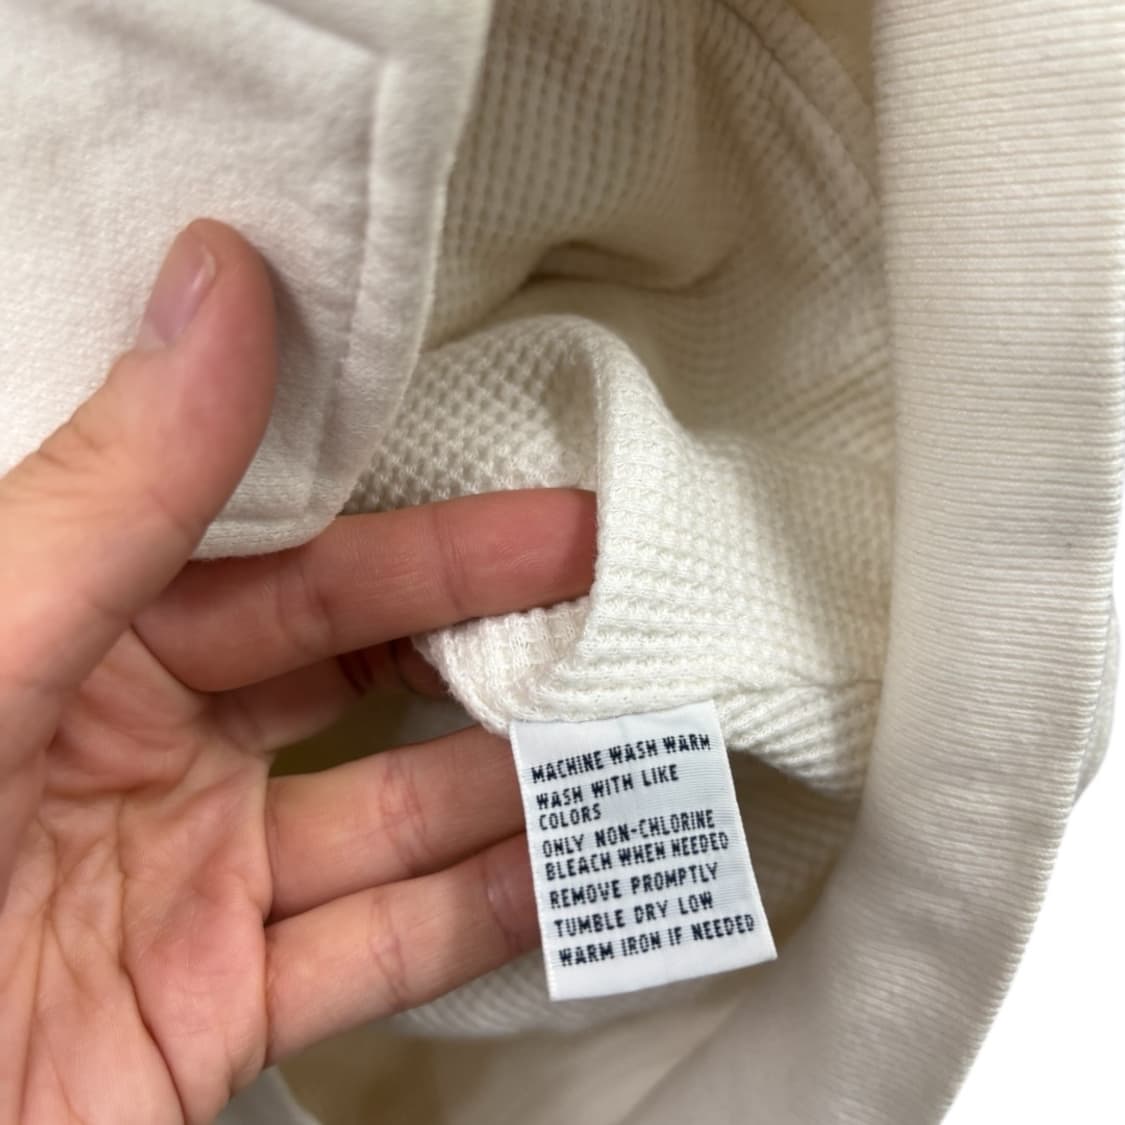 MACHINE WASH WARM
WASH WITH LIKE
COLORS
ONLY NON-CHLORINE
BLEACH WHEN NEEDED
REMOVE PROMPTLY
TUMBLE DRY LOW
WARM IRON IF NEEDED